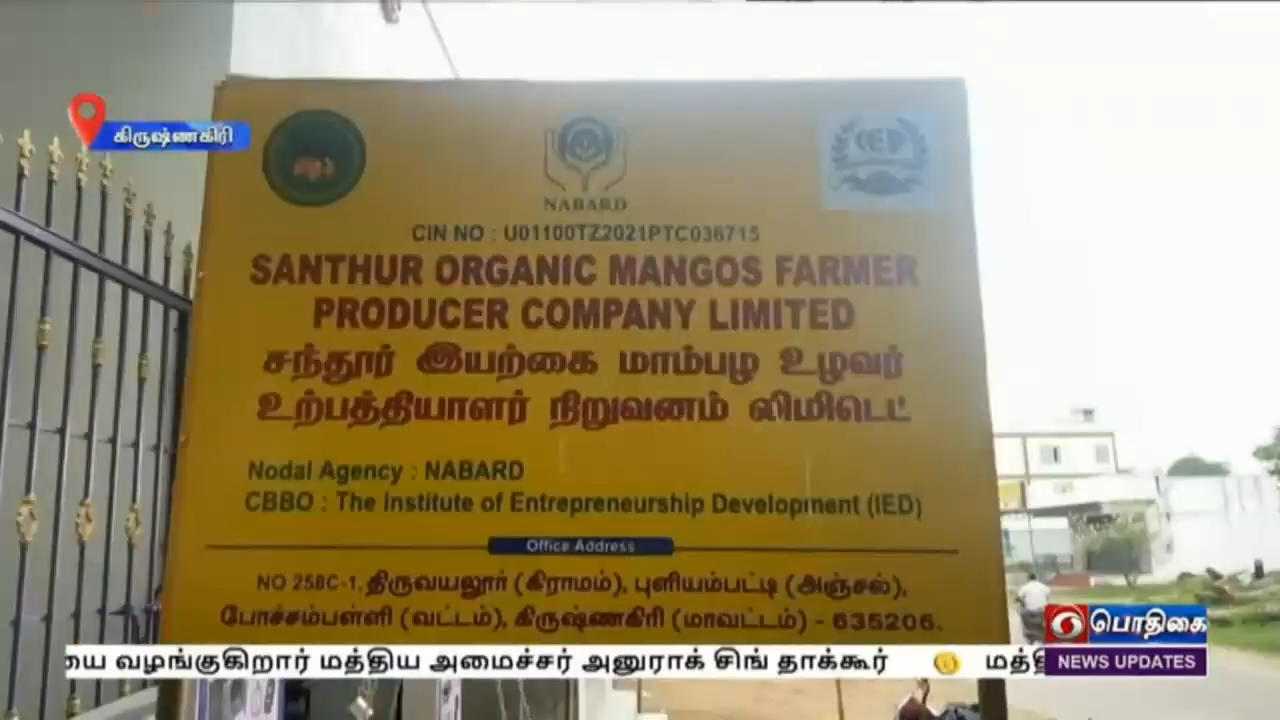 கிருஷ்ணகிரி
NABARD
IED
CIN NO : U01100TZ2021PTC036715
SANTHUR ORGANIC MANGOS FARMER
PRODUCER COMPANY LIMITED
சந்தூர் இயற்கை மாம்பழ உழவர்
உற்பத்தியாளர் நிறுவனம் லிமிடெட்
Nodal Agency : NABARD
CBBO : The Institute of Entrepreneurship Development (IED)
Office Address
NO 258C-1, திருவயலூர் (கிராமம்), புளியம்பட்டி (அஞ்சல்),
போச்சம்பள்ளி (வட்டம்), கிருஷ்ணகிரி (மாவட்டம்) - 635206.
பொதிகை
NEWS UPDATES
யை வழங்குகிறார் மத்திய அமைச்சர் அனுராக் சிங் தாக்கூர் மத்தி